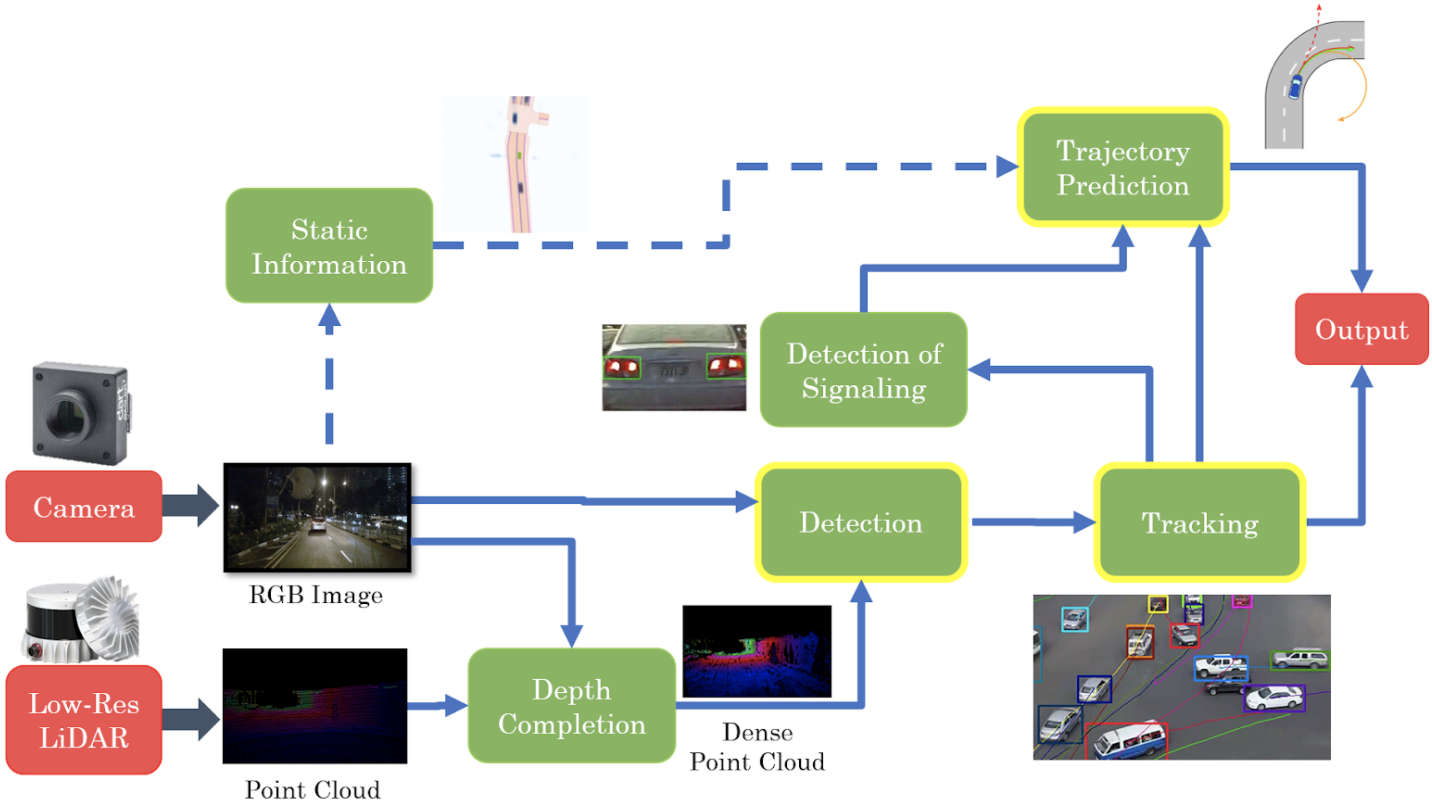 Trajectory
Prediction
Static
Information
Output
Detection of
Signaling
dart
Camera
Detection
Tracking
RGB Image
Low-Res
LiDAR
Depth
Completion
Dense
Point Cloud
Point Cloud